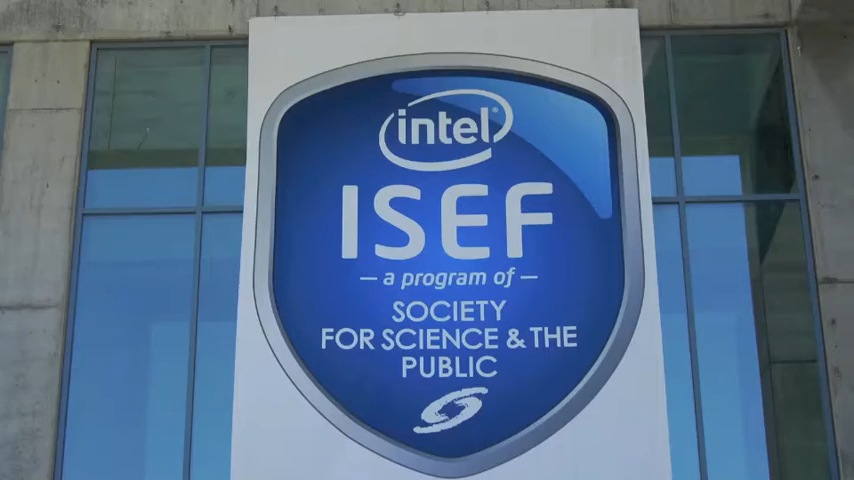 intel®
ISEF
— a program of —
SOCIETY
FOR SCIENCE & THE
PUBLIC